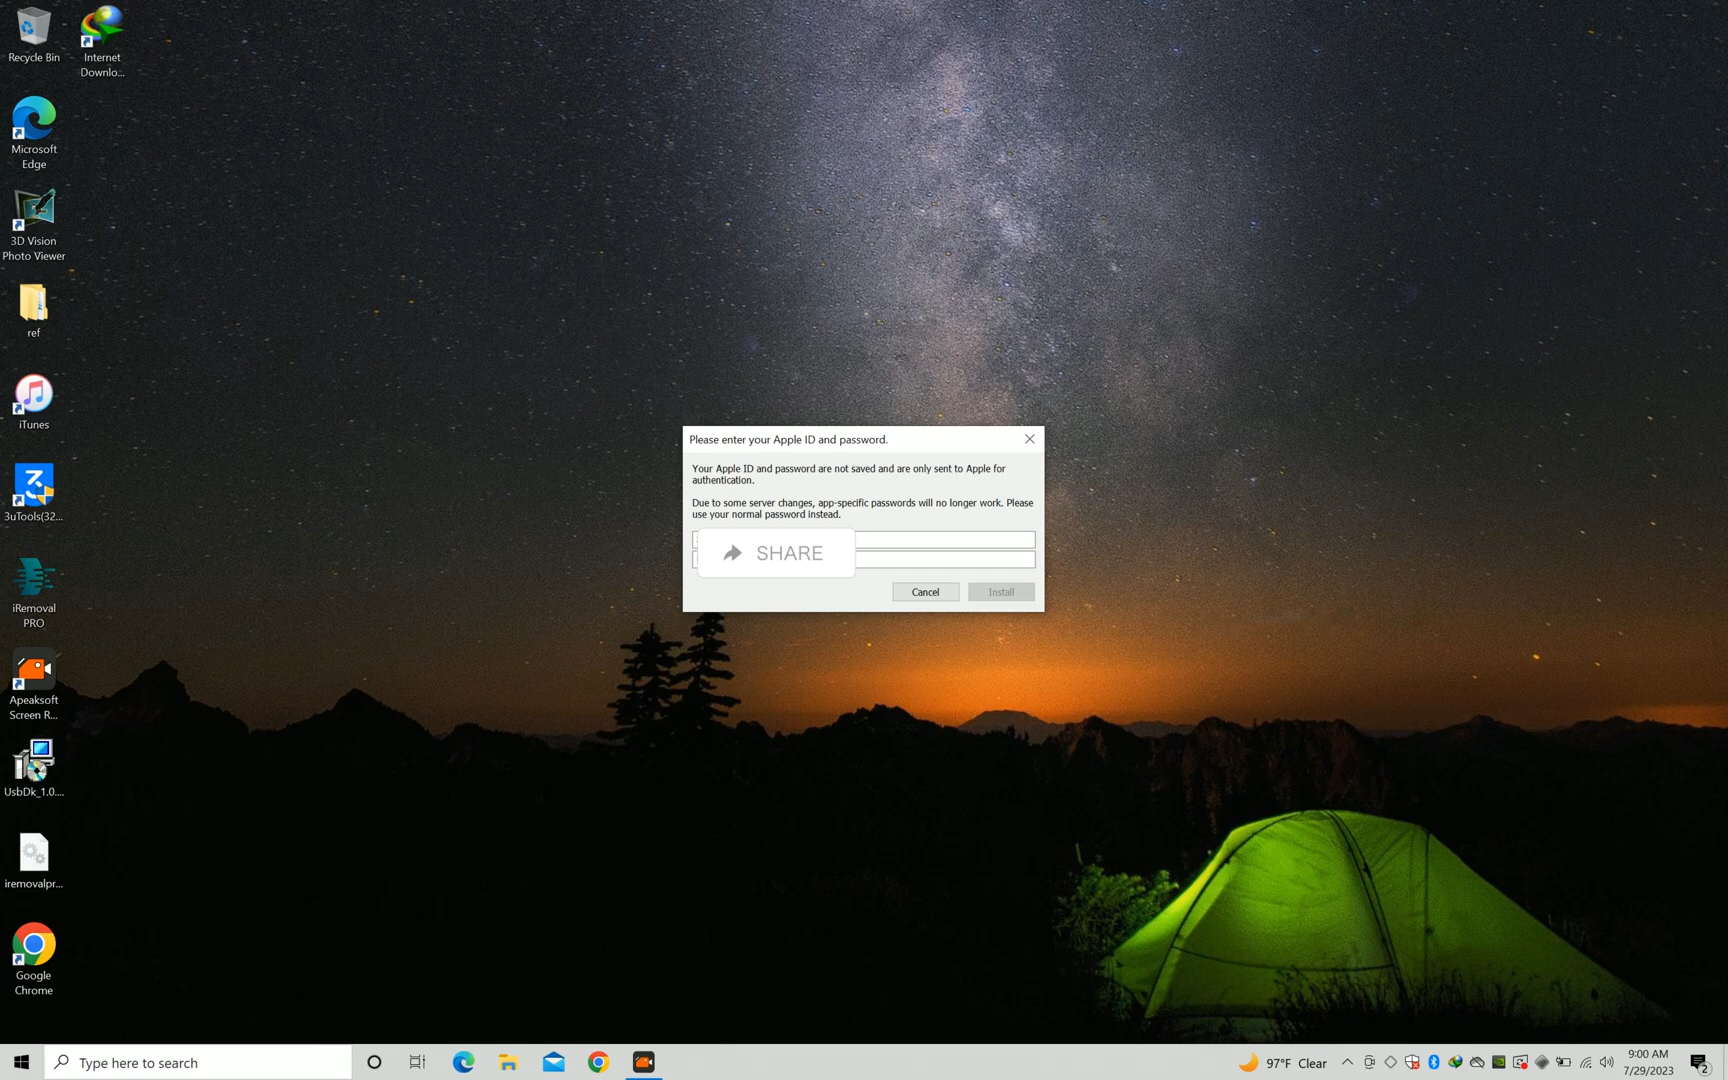 Recycle Bin
Internet
Downlo...
Microsoft
Edge
3D Vision
Photo Viewer
ref
iTunes
3uTools(32...
iRemoval
PRO
Apeaksoft
Screen R...
UsbDk_1.0....
iremovalpr...
Google
Chrome
Please enter your Apple ID and password.
Your Apple ID and password are not saved and are only sent to Apple for
authentication.
Due to some server changes, app-specific passwords will no longer work. Please
use your normal password instead.
SHARE
Cancel
Install
Type here to search
97°F Clear
9:00 AM
7/29/2023
2